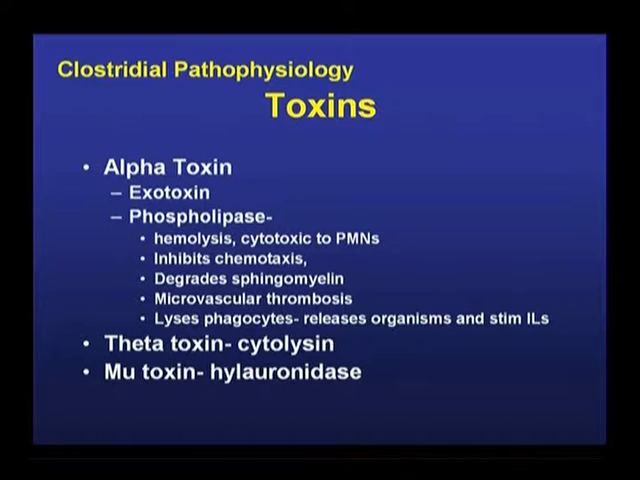 Clostridial Pathophysiology
Toxins
• Alpha Toxin
– Exotoxin
– Phospholipase-
• hemolysis, cytotoxic to PMNs
• Inhibits chemotaxis,
• Degrades sphingomyelin
• Microvascular thrombosis
• Lyses phagocytes- releases organisms and stim ILs
• Theta toxin- cytolysin
• Mu toxin- hylauronidase